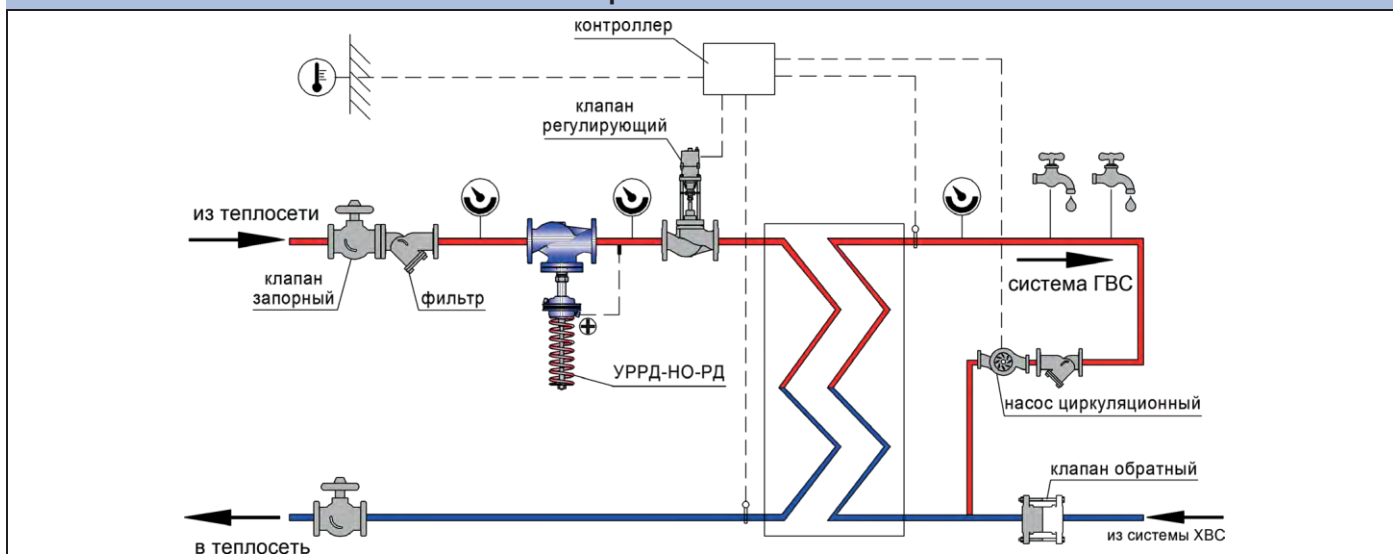 контроллер
клапан
регулирующий
из теплосети
клапан
запорный
фильтр
система ГВС
УРРД-НО-РД
насос циркуляционный
клапан обратный
в теплосеть
из системы ХВС